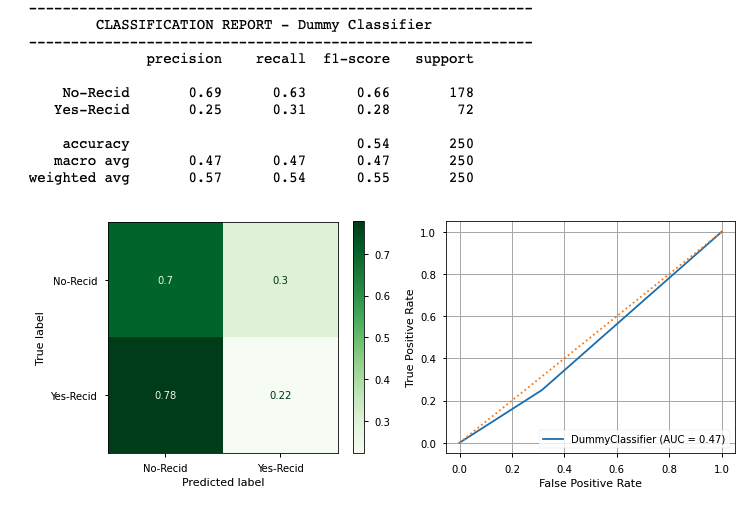 ------------------------------------------------------------
CLASSIFICATION REPORT - Dummy Classifier
------------------------------------------------------------
precision recall f1-score support
No-Recid 0.69 0.63 0.66 178
Yes-Recid 0.25 0.31 0.28 72
accuracy 0.54 250
macro avg 0.47 0.47 0.47 250
weighted avg 0.57 0.54 0.55 250
True label
No-Recid
Yes-Recid
0.7 0.3
0.78 0.22
No-Recid Yes-Recid
Predicted label
0.7
0.6
0.5
0.4
0.3
True Positive Rate
1.0
0.8
0.6
0.4
0.2
0.0
DummyClassifier (AUC = 0.47)
0.0 0.2 0.4 0.6 0.8 1.0
False Positive Rate